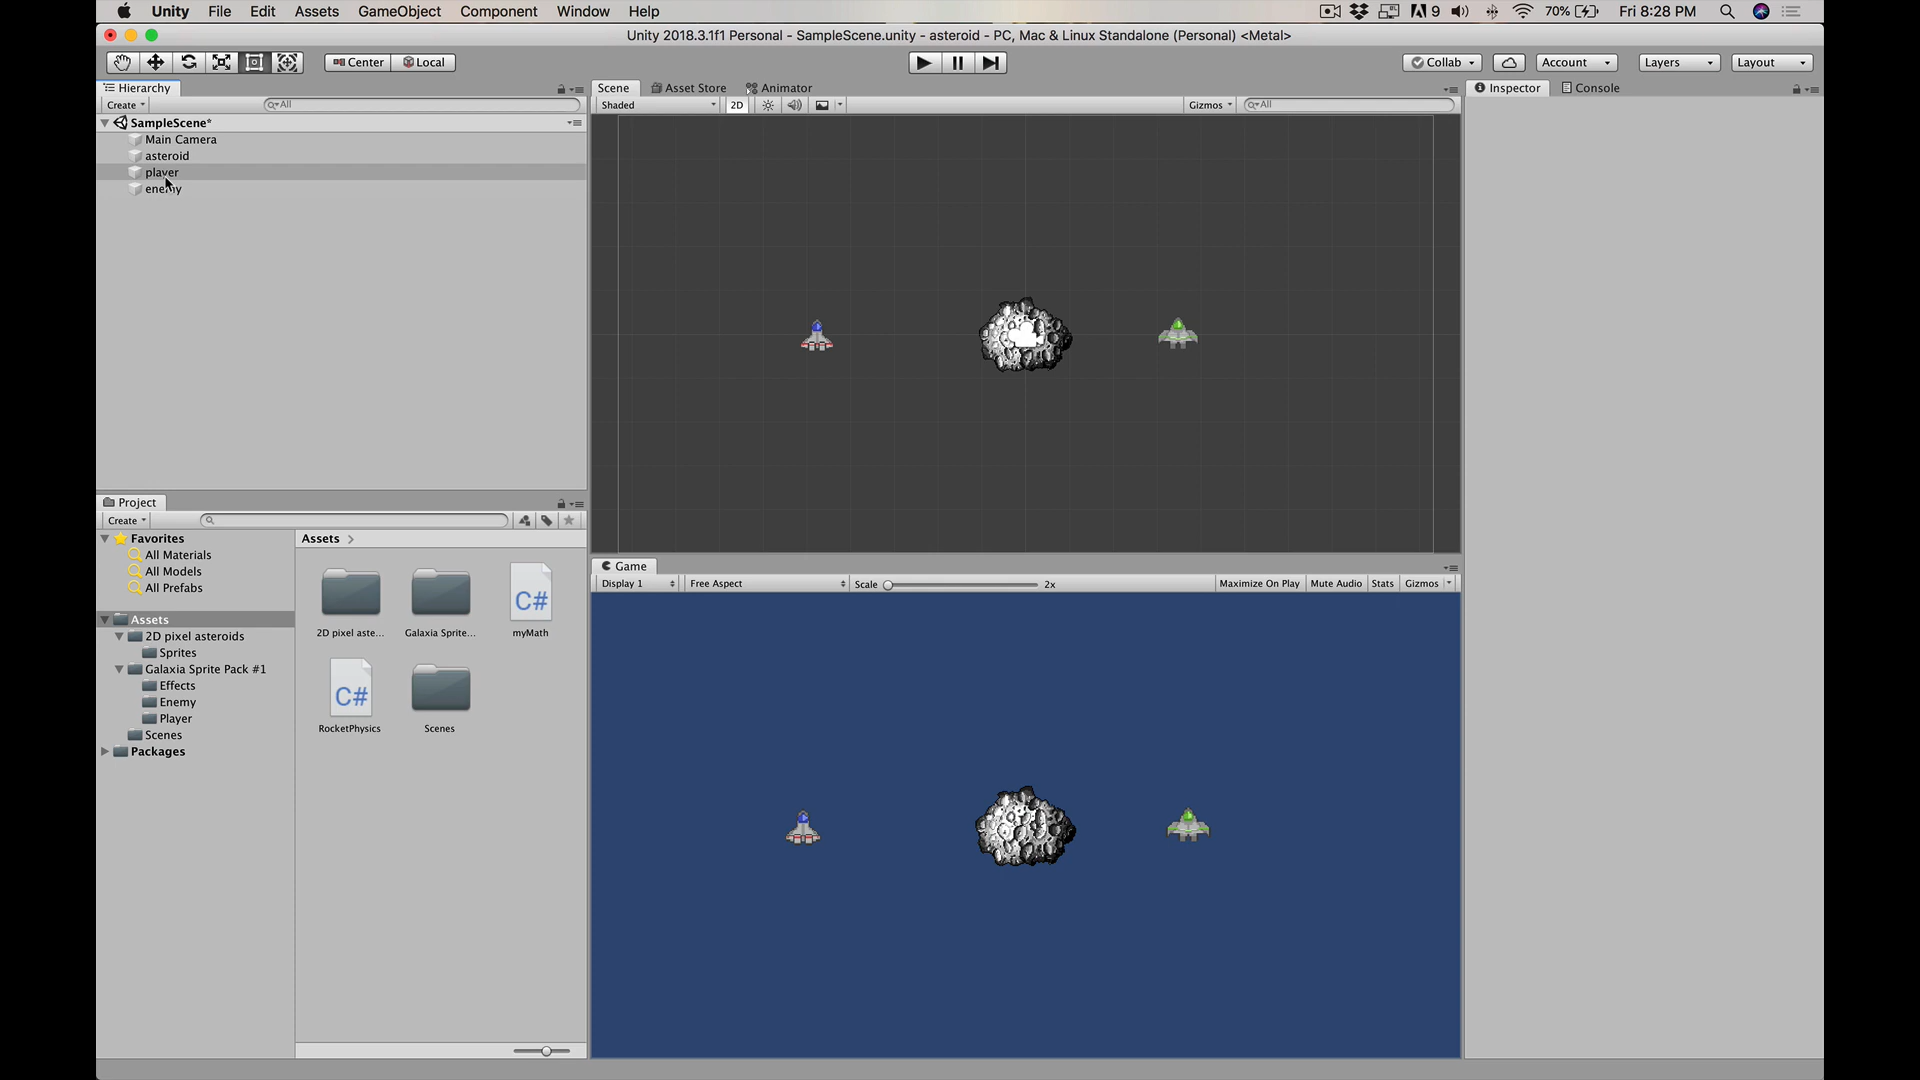 Unity File Edit Assets GameObject Component Window Help 9 70% Fri 8:28 PM
Unity 2018.3.1f1 Personal - SampleScene.unity - asteroid - PC, Mac & Linux Standalone (Personal) <Metal>
Center Local Collab Account Layers Layout
Hierarchy Scene Asset Store Animator Inspector Console
Create All Shaded 2D Gizmos All
SampleScene*
Main Camera
asteroid
player
enemy
Project
Create
Favorites
All Materials
All Models
All Prefabs
Assets
2D pixel asteroids
Sprites
Galaxia Sprite Pack #1
Effects
Enemy
Player
Scenes
Packages
Assets
2D pixel aste... Galaxia Sprite... myMath
C#
C#
RocketPhysics Scenes
Game
Display 1 Free Aspect Scale 2x Maximize On Play Mute Audio Stats Gizmos